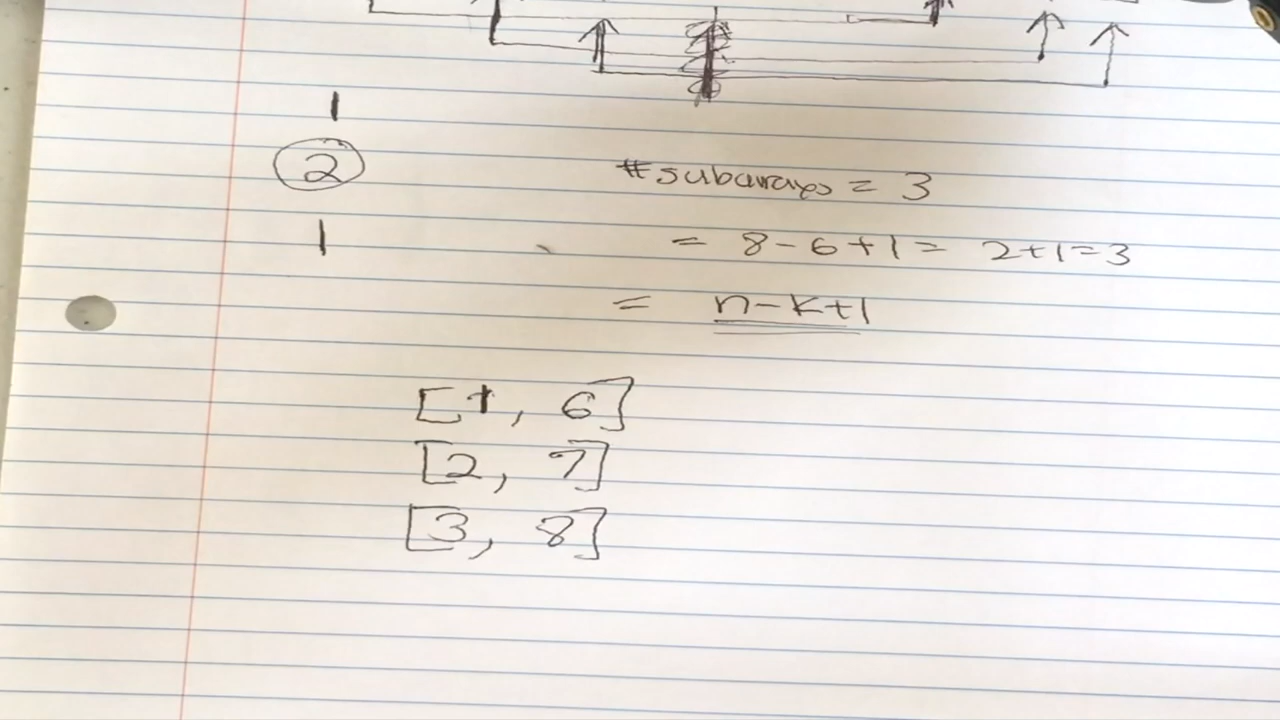 1
2
1
#subarrays = 3
= 8-6+1 = 2+1=3
= n-k+1
[1, 6]
[2, 7]
[3, 8]